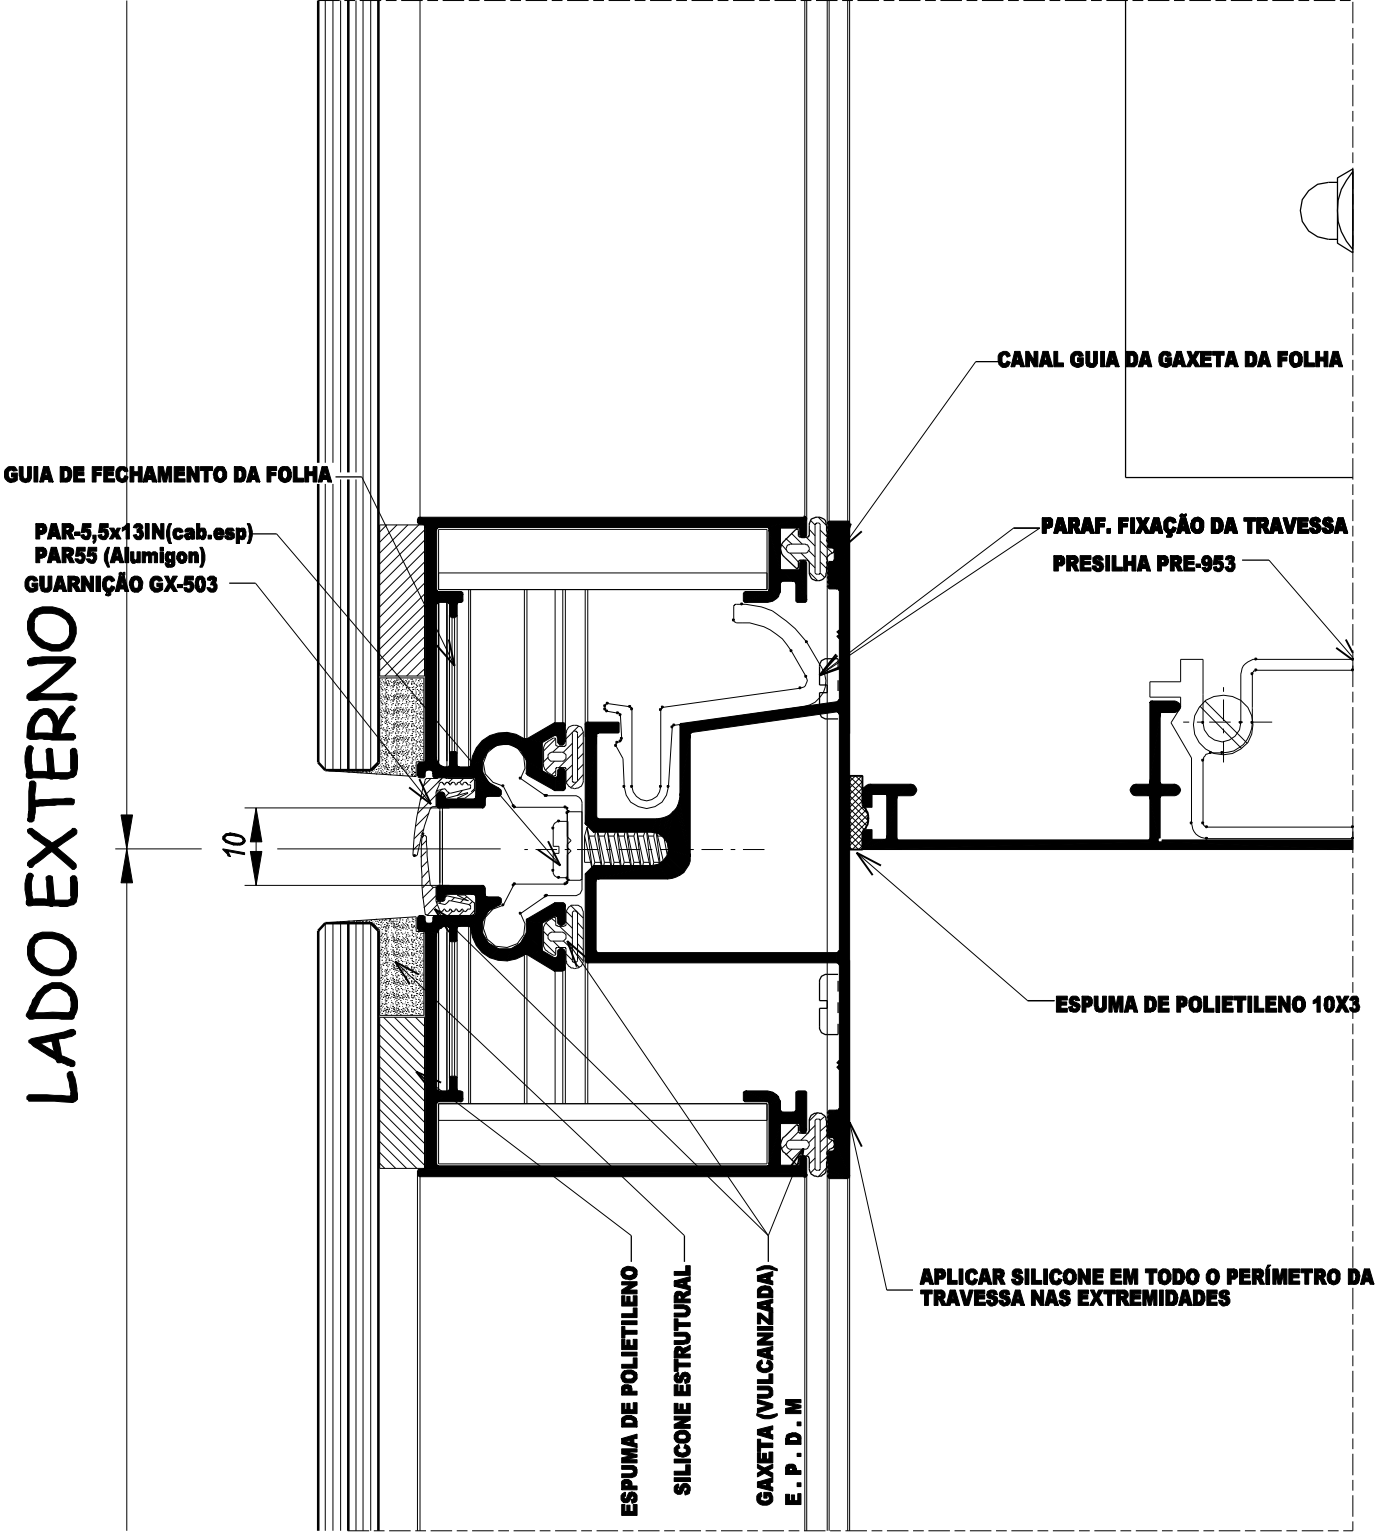 CANAL GUIA DA GAXETA DA FOLHA
GUIA DE FECHAMENTO DA FOLHA
PAR-5,5x13IN(cab.esp)
PAR55 (Alumigon)
GUARNIÇÃO GX-503
PARAF. FIXAÇÃO DA TRAVESSA
PRESILHA PRE-953
LADO EXTERNO
10
ESPUMA DE POLIETILENO 10X3
APLICAR SILICONE EM TODO O PERÍMETRO DA
TRAVESSA NAS EXTREMIDADES
ESPUMA DE POLIETILENO
SILICONE ESTRUTURAL
GAXETA (VULCANIZADA)
E . P . D . M